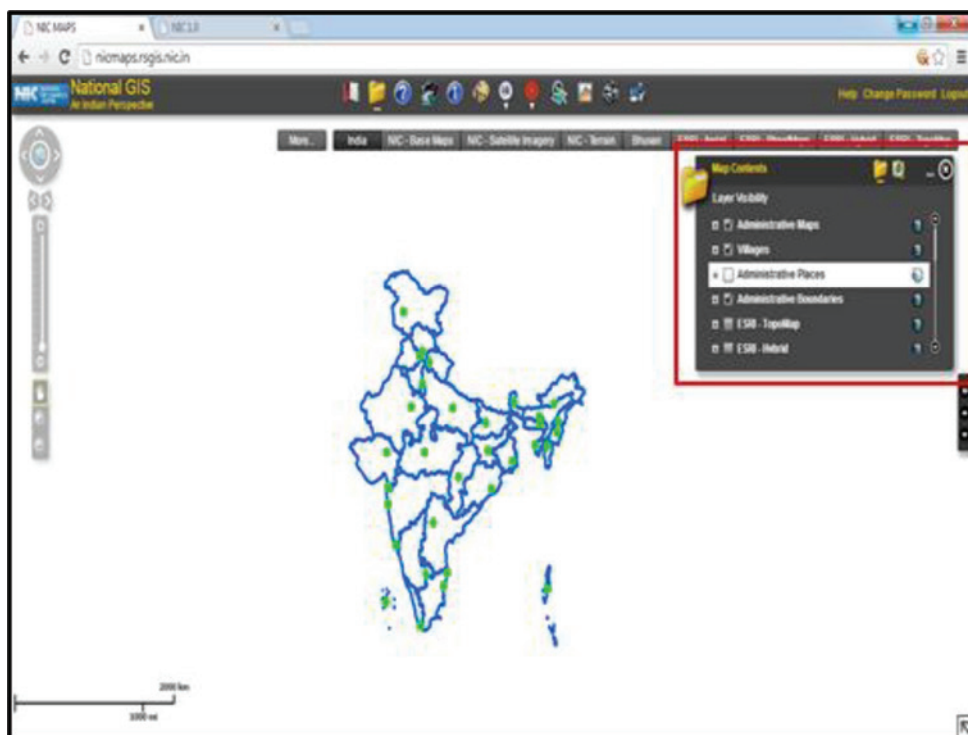 NIC MAPS
NIC 1.0
nicmaps.rsgis.nic.in
NIC
National GIS
An Indian Perspective
Help Change Password Logout
More...
India
NIC - Base Maps
NIC - Satellite Imagery
NIC - Terrain
Bhuvan
Map Contents
Layer Visibility
Administrative Maps
Villages
Administrative Places
Administrative Boundaries
ESRI - TopoMap
ESRI - Hybrid
2000 km
1000 mi